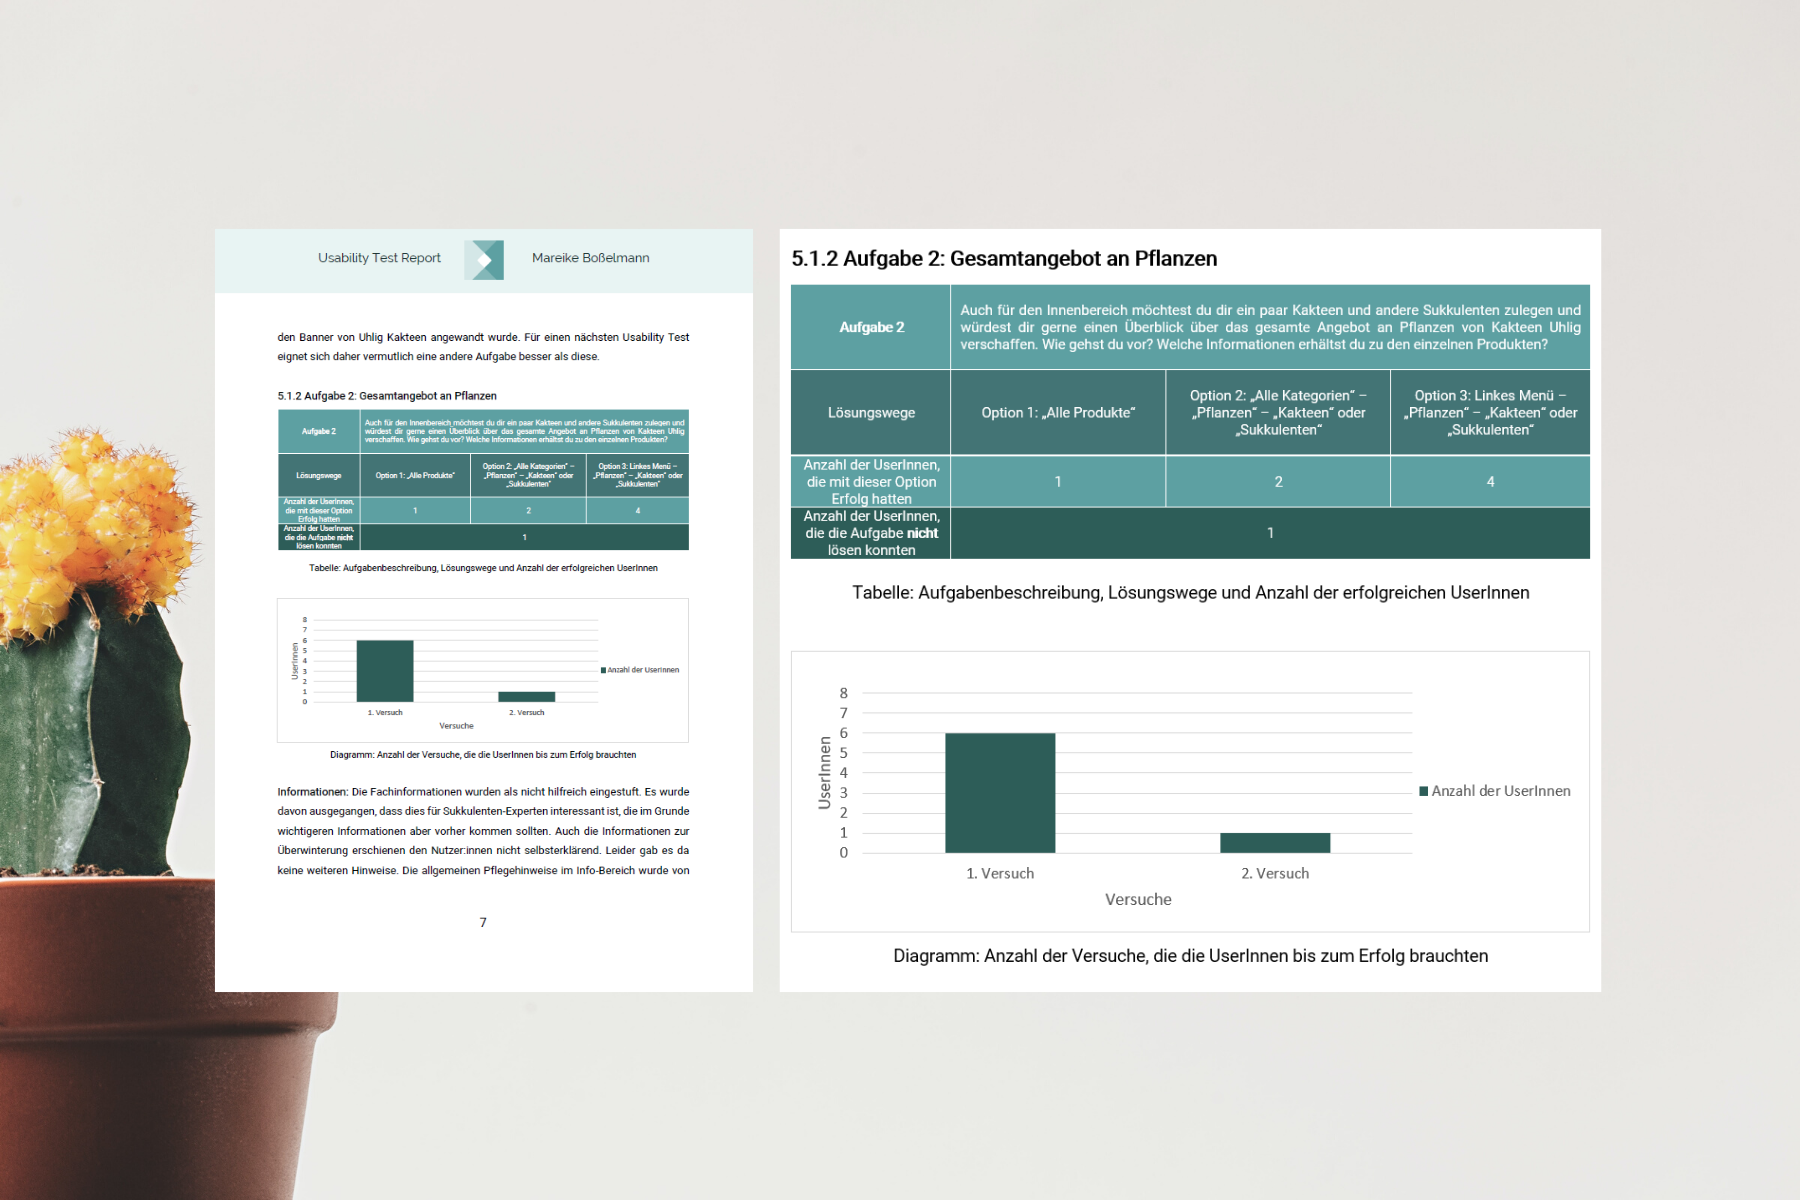 Usability Test Report
Mareike Boßelmann
den Banner von Uhlig Kakteen angewandt wurde. Für einen nächsten Usability Test
eignet sich daher vermutlich eine andere Aufgabe besser als diese.
5.1.2 Aufgabe 2: Gesamtangebot an Pflanzen
Aufgabe 2
Auch für den Innenbereich möchtest du dir ein paar Kakteen und andere Sukkulenten zulegen und
würdest dir gerne einen Überblick über das gesamte Angebot an Pflanzen von Kakteen Uhlig
verschaffen. Wie gehst du vor? Welche Informationen erhältst du zu den einzelnen Produkten?
Lösungswege
Option 1: „Alle Produkte“
Option 2: „Alle Kategorien“ –
„Pflanzen“ – „Kakteen“ oder
„Sukkulenten“
Option 3: Linkes Menü –
„Pflanzen“ – „Kakteen“ oder
„Sukkulenten“
Anzahl der UserInnen,
die mit dieser Option
Erfolg hatten
1
2
4
Anzahl der UserInnen,
die die Aufgabe nicht
lösen konnten
1
Tabelle: Aufgabenbeschreibung, Lösungswege und Anzahl der erfolgreichen UserInnen
8
7
6
5
4
3
2
1
0
UserInnen
1. Versuch
2. Versuch
Versuche
Anzahl der UserInnen
Diagramm: Anzahl der Versuche, die die UserInnen bis zum Erfolg brauchten
Informationen: Die Fachinformationen wurden als nicht hilfreich eingestuft. Es wurde
davon ausgegangen, dass dies für Sukkulenten-Experten interessant ist, die im Grunde
wichtigeren Informationen aber vorher kommen sollten. Auch die Informationen zur
Überwinterung erschienen den Nutzer:innen nicht selbsterklärend. Leider gab es da
keine weiteren Hinweise. Die allgemeinen Pflegehinweise im Info-Bereich wurde von
7
5.1.2 Aufgabe 2: Gesamtangebot an Pflanzen
Aufgabe 2
Auch für den Innenbereich möchtest du dir ein paar Kakteen und andere Sukkulenten zulegen und
würdest dir gerne einen Überblick über das gesamte Angebot an Pflanzen von Kakteen Uhlig
verschaffen. Wie gehst du vor? Welche Informationen erhältst du zu den einzelnen Produkten?
Lösungswege
Option 1: „Alle Produkte“
Option 2: „Alle Kategorien“ –
„Pflanzen“ – „Kakteen“ oder
„Sukkulenten“
Option 3: Linkes Menü –
„Pflanzen“ – „Kakteen“ oder
„Sukkulenten“
Anzahl der UserInnen,
die mit dieser Option
Erfolg hatten
1
2
4
Anzahl der UserInnen,
die die Aufgabe nicht
lösen konnten
1
Tabelle: Aufgabenbeschreibung, Lösungswege und Anzahl der erfolgreichen UserInnen
8
7
6
5
4
3
2
1
0
UserInnen
1. Versuch
2. Versuch
Versuche
Anzahl der UserInnen
Diagramm: Anzahl der Versuche, die die UserInnen bis zum Erfolg brauchten